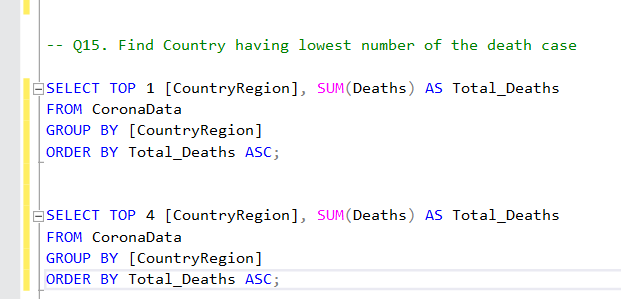 -- Q15. Find Country having lowest number of the death case
SELECT TOP 1 [CountryRegion], SUM(Deaths) AS Total_Deaths
FROM CoronaData
GROUP BY [CountryRegion]
ORDER BY Total_Deaths ASC;
SELECT TOP 4 [CountryRegion], SUM(Deaths) AS Total_Deaths
FROM CoronaData
GROUP BY [CountryRegion]
ORDER BY Total_Deaths ASC;